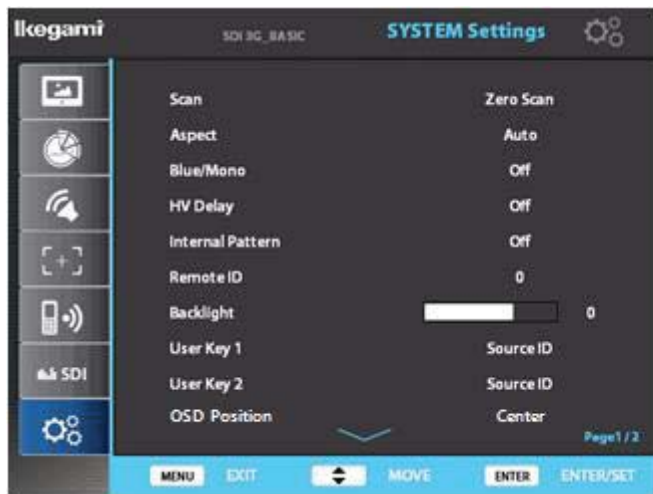 Ikegami SDI 3G_BASIC SYSTEM Settings
Scan Zero Scan
Aspect Auto
Blue/Mono Off
HV Delay Off
Internal Pattern Off
Remote ID 0
Backlight 0
User Key 1 Source ID
SDI
User Key 2 Source ID
OSD Position Center
Page1 / 2
MENU EXIT MOVE ENTER ENTER/SET